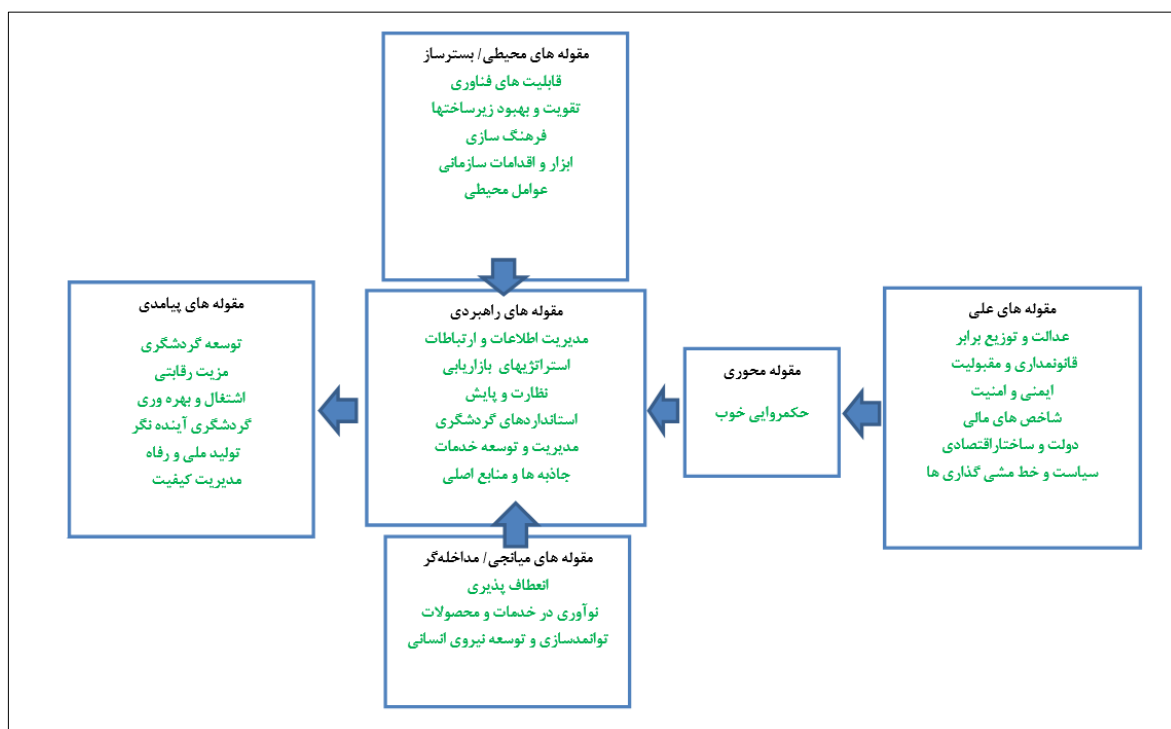 مقوله های محیطی/ بسترساز
قابلیت های فناوری
تقویت و بهبود زیرساختها
فرهنگ سازی
ابزار و اقدامات سازمانی
عوامل محیطی
مقوله های علی
عدالت و توزیع برابر
قانونمداری و مقبولیت
ایمنی و امنیت
شاخص های مالی
دولت و ساختاراقتصادی
سیاست و خط مشی گذاری ها
مقوله محوری
حکمروایی خوب
مقوله های راهبردی
مدیریت اطلاعات و ارتباطات
استراتژیهای بازاریابی
نظارت و پایش
استانداردهای گردشگری
مدیریت و توسعه خدمات
جاذبه ها و منابع اصلی
مقوله های پیامدی
توسعه گردشگری
مزیت رقابتی
اشتغال و بهره وری
گردشگری آینده نگر
تولید ملی و رفاه
مدیریت کیفیت
مقوله های میانجی/ مداخله‌گر
انعطاف پذیری
نوآوری در خدمات و محصولات
توانمدسازی و توسعه نیروی انسانی